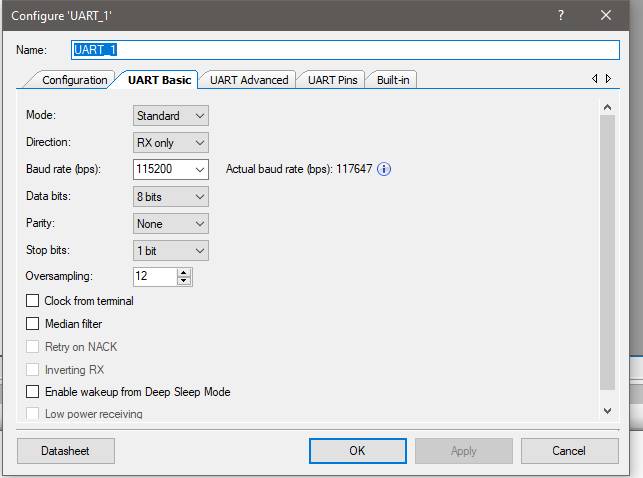 Configure 'UART_1'
? ×
Name: UART_1
Configuration UART Basic UART Advanced UART Pins Built-in
Mode: Standard
Direction: RX only
Baud rate (bps): 115200 Actual baud rate (bps): 117647 i
Data bits: 8 bits
Parity: None
Stop bits: 1 bit
Oversampling: 12
Clock from terminal
Median filter
Retry on NACK
Inverting RX
Enable wakeup from Deep Sleep Mode
Low power receiving
Datasheet OK Apply Cancel